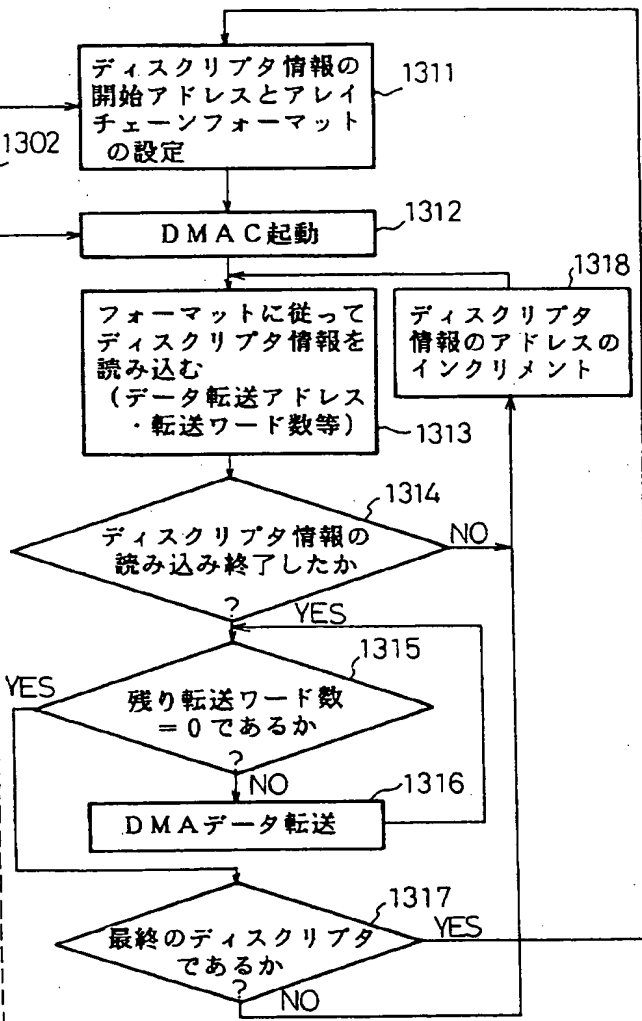 ディスクリプタ情報の
開始アドレスとアレイ
チェーンフォーマット
の設定
1311
1302
DMAC起動
1312
1318
フォーマットに従って
ディスクリプタ情報を
読み込む
(データ転送アドレス
・転送ワード数等)
1313
ディスクリプタ
情報のアドレスの
インクリメント
1314
ディスクリプタ情報の
読み込み終了したか
?
NO
YES
1315
YES
残り転送ワード数
=0であるか
?
NO
1316
DMAデータ転送
1317
最終のディスクリプタ
であるか
?
YES
NO